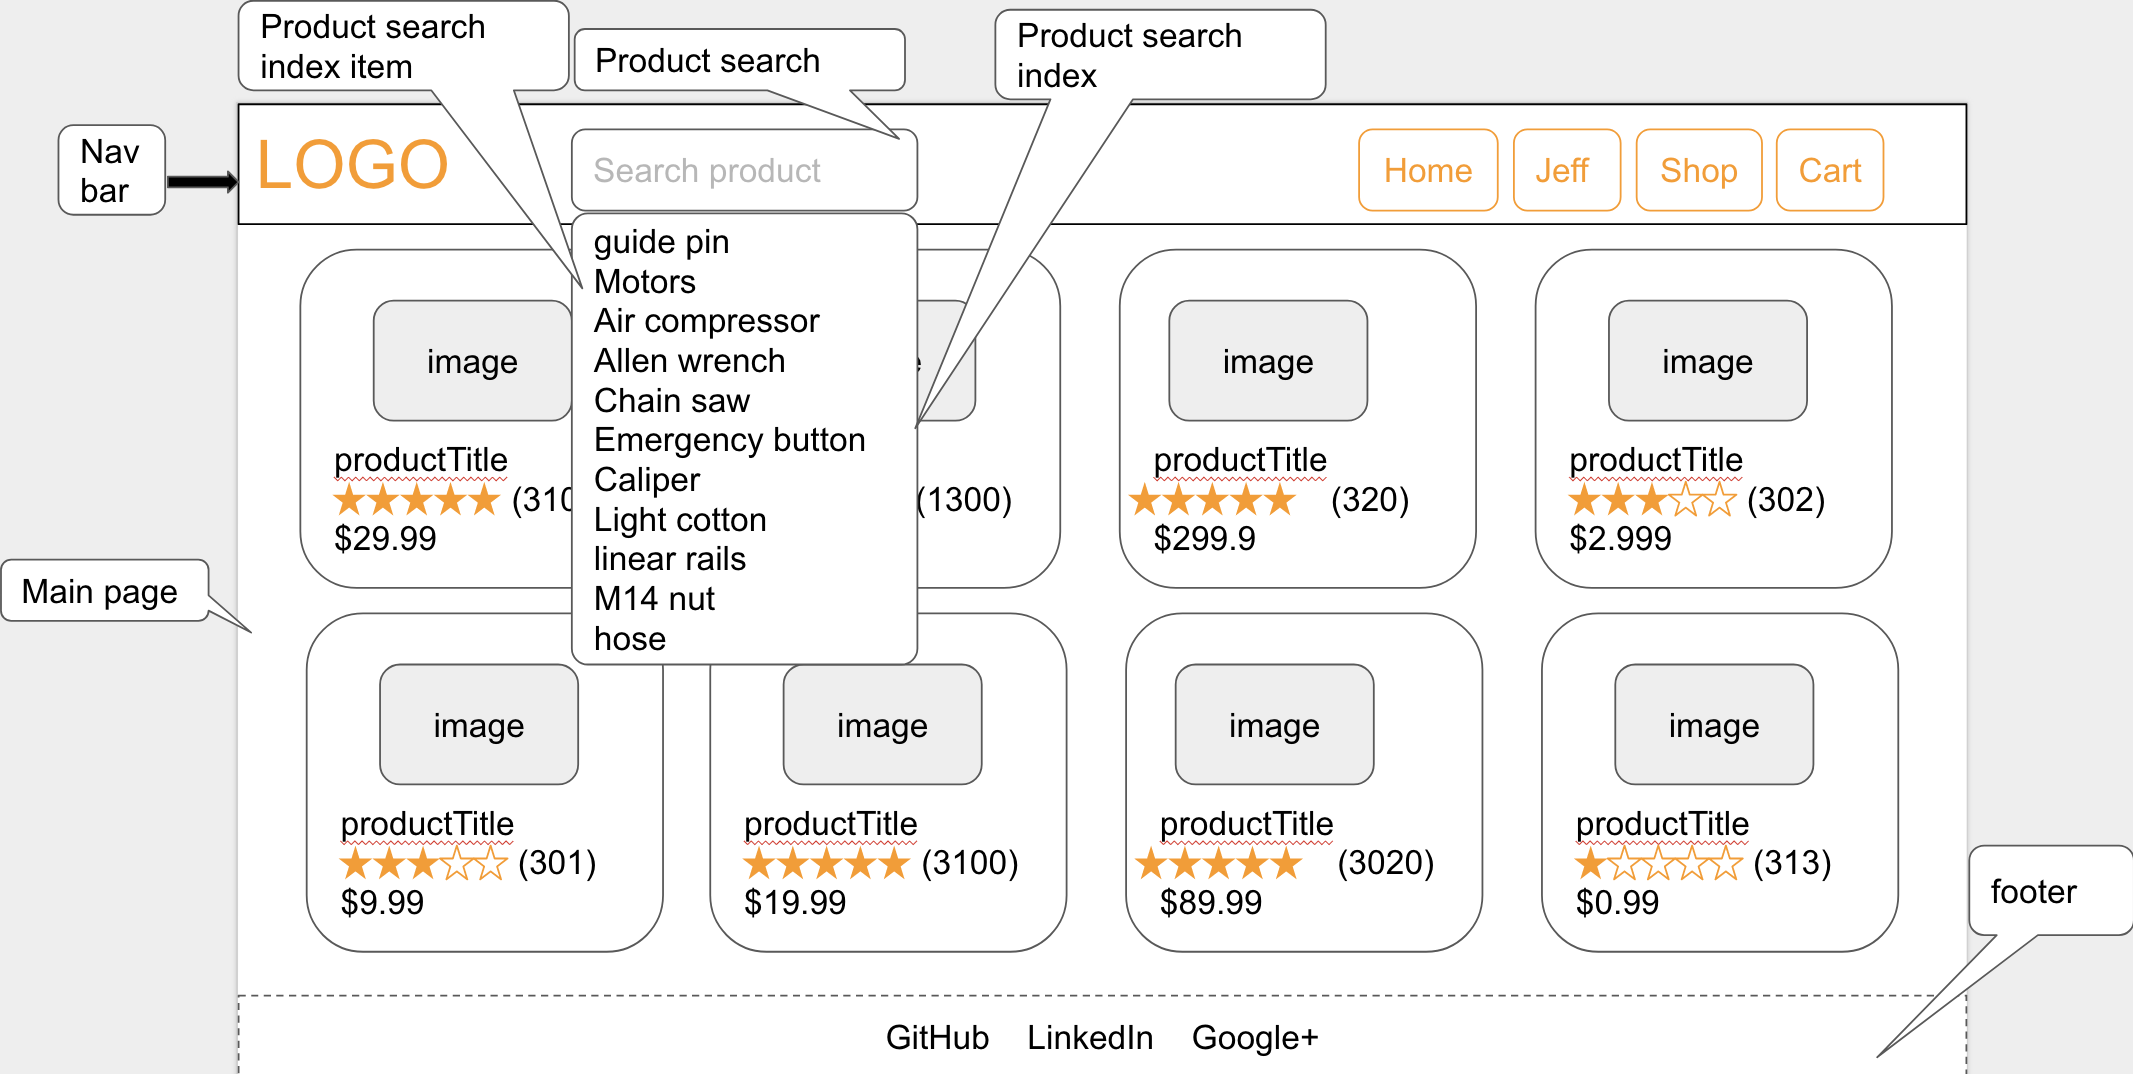 Product search
index item
Product search
Product search
index
Nav
bar
LOGO
Search product
Home
Jeff
Shop
Cart
guide pin
Motors
Air compressor
Allen wrench
Chain saw
Emergency button
Caliper
Light cotton
linear rails
M14 nut
hose
image
productTitle
(310
$29.99
(1300)
image
productTitle
(320)
$299.9
image
productTitle
(302)
$2.999
Main page
image
productTitle
(301)
$9.99
image
productTitle
(3100)
$19.99
image
productTitle
(3020)
$89.99
image
productTitle
(313)
$0.99
footer
GitHub LinkedIn Google+